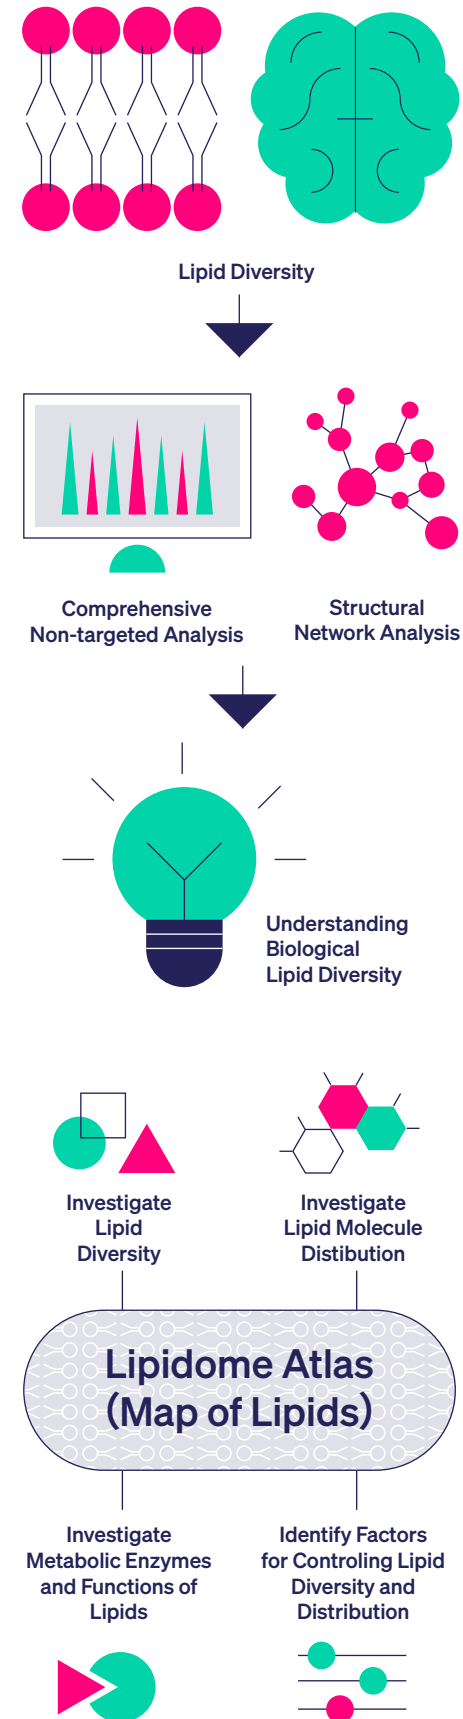 Lipid Diversity
Comprehensive
Non-targeted Analysis
Structural
Network Analysis
Understanding
Biological
Lipid Diversity
Investigate
Lipid
Diversity
Investigate
Lipid Molecule
Distibution
Lipidome Atlas
(Map of Lipids)
Investigate
Metabolic Enzymes
and Functions of
Lipids
Identify Factors
for Controling Lipid
Diversity and
Distribution